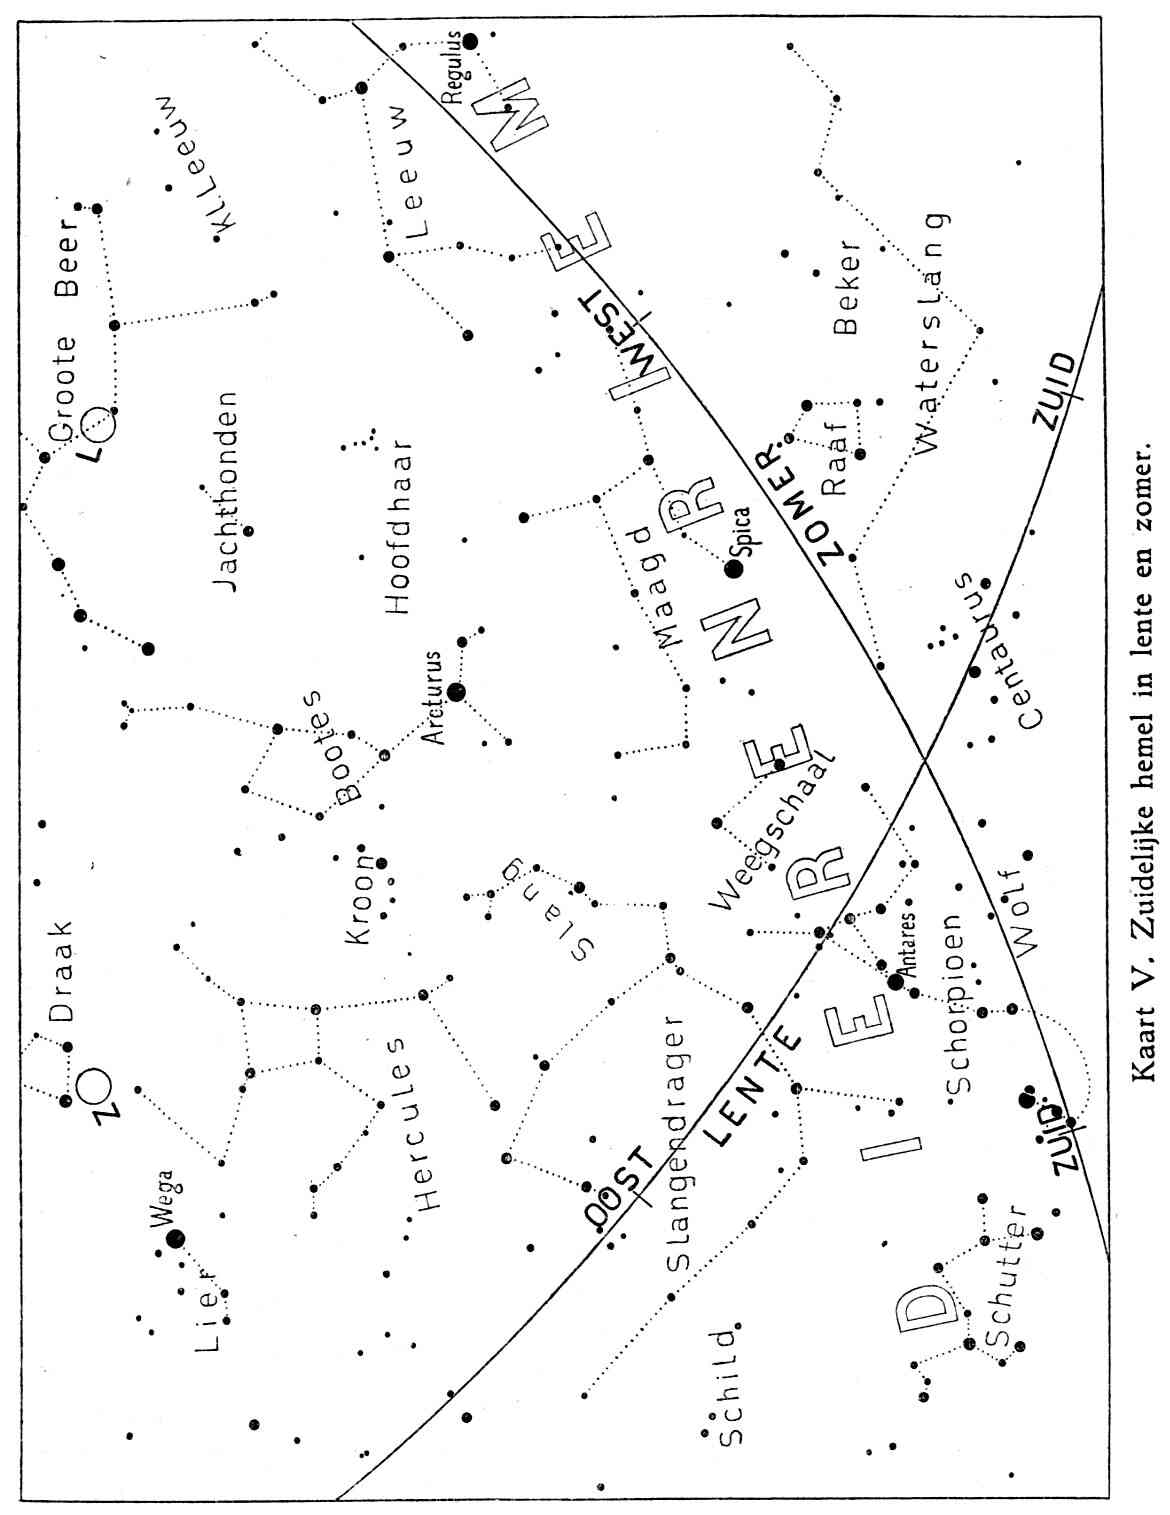 Draak
Z
Groote Beer
L
Kl. Leeuw
Wega
Lier
Hercules
Kroon
Bootes
Arcturus
Jachthonden
Hoofdhaar
Leeuw
Regulus
Slang
Slangendrager
OOST
LENTE
Maagd
Spica
WEST
ZOMER
DIERENRIEM
Schild
Weegschaal
Raaf
Beker
Waterslang
Antares
Schorpioen
Schutter
ZUID
Wolf
Centaurus
ZUID
Kaart V. Zuidelijke hemel in lente en zomer.